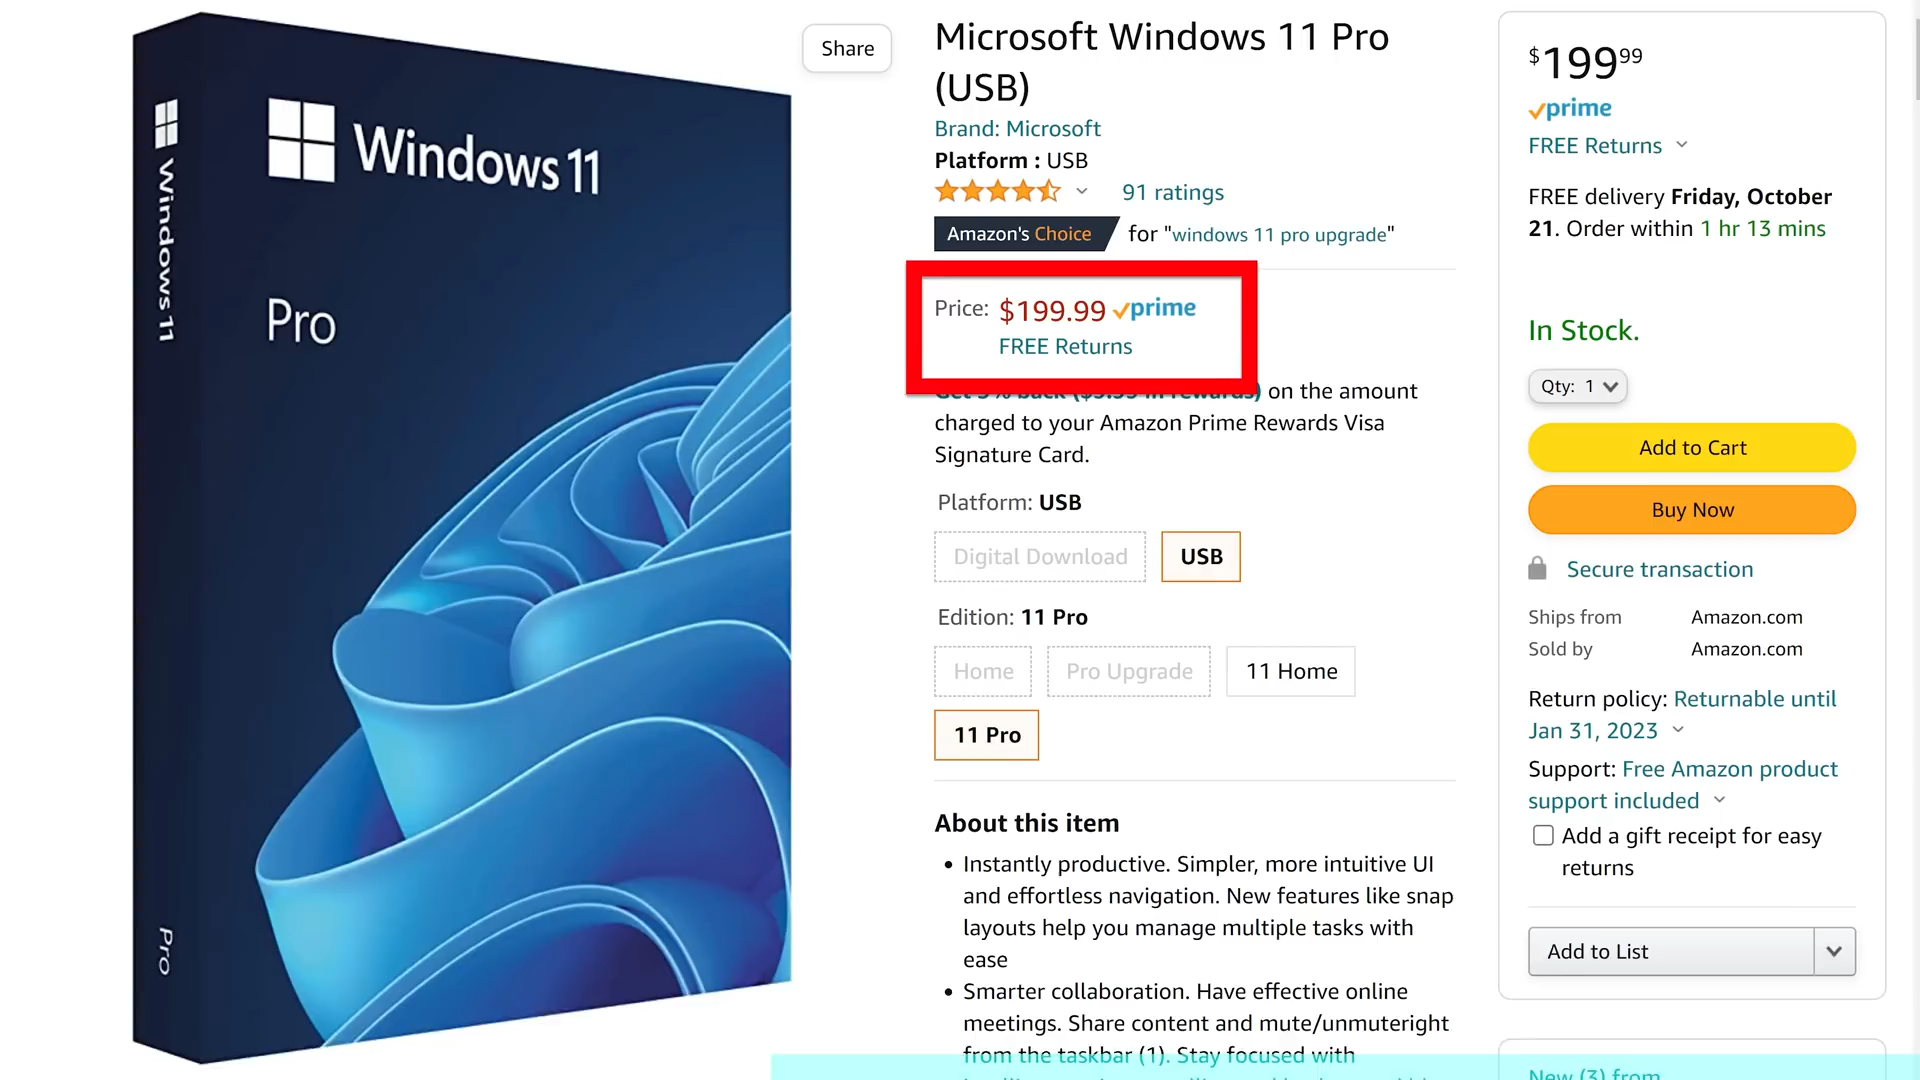 Windows 11
Pro
Windows 11
Pro
Share
Microsoft Windows 11 Pro
(USB)
Brand: Microsoft
Platform : USB
91 ratings
Amazon's Choice for "windows 11 pro upgrade"
Price: $199.99 prime
FREE Returns
on the amount
charged to your Amazon Prime Rewards Visa
Signature Card.
Platform: USB
Digital Download USB
Edition: 11 Pro
Home Pro Upgrade 11 Home
11 Pro
About this item
• Instantly productive. Simpler, more intuitive UI
and effortless navigation. New features like snap
layouts help you manage multiple tasks with
ease
• Smarter collaboration. Have effective online
meetings. Share content and mute/unmuteright
from the taskbar (1). Stay focused with
$199.99
prime
FREE Returns
FREE delivery Friday, October
21. Order within 1 hr 13 mins
In Stock.
Qty: 1
Add to Cart
Buy Now
Secure transaction
Ships from Amazon.com
Sold by Amazon.com
Return policy: Returnable until
Jan 31, 2023
Support: Free Amazon product
support included
Add a gift receipt for easy
returns
Add to List
New (3) from